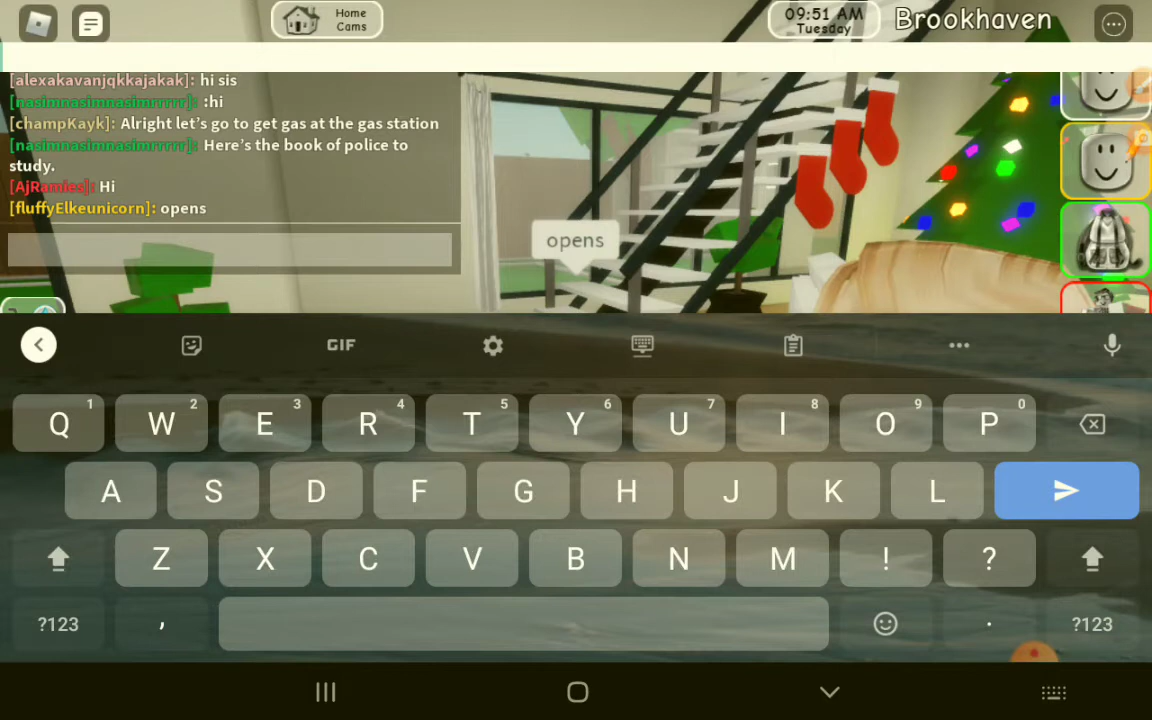 Home
Cams
09:51 AM
Tuesday
Brookhaven
[alexakavanjqkkajakak]: hi sis
[nasimnasimnasimrrrrr]: :hi
[champKayk]: Alright let's go to get gas at the gas station
[nasimnasimnasimrrrrr]: Here's the book of police to
study.
[AjRamies]: Hi
[fluffyElkeunicorn]: opens
opens
GIF
Q 1 W 2 E 3 R 4 T 5 Y 6 U 7 I 8 O 9 P 0
A S D F G H J K L
Z X C V B N M ! ?
?123 , . ?123